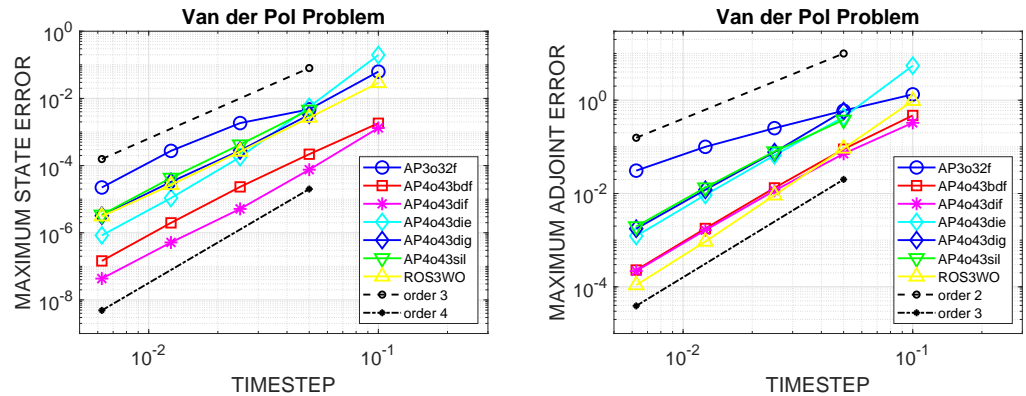 Van der Pol Problem
MAXIMUM STATE ERROR
10^0
10^-2
10^-4
10^-6
10^-8
10^-2
10^-1
TIMESTEP
AP3o32f
AP4o43bdf
AP4o43dif
AP4o43die
AP4o43dig
AP4o43sil
ROS3WO
order 3
order 4
Van der Pol Problem
MAXIMUM ADJOINT ERROR
10^0
10^-2
10^-4
10^-2
10^-1
TIMESTEP
AP3o32f
AP4o43bdf
AP4o43dif
AP4o43die
AP4o43dig
AP4o43sil
ROS3WO
order 2
order 3